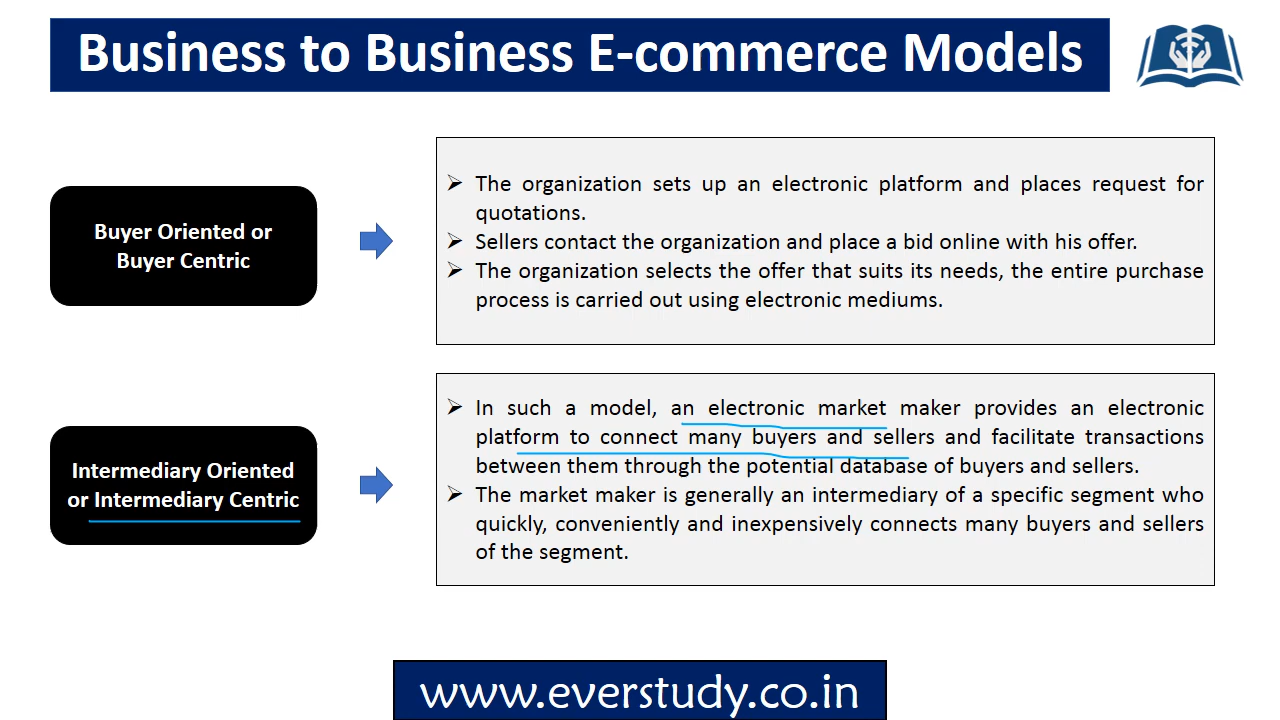 Business to Business E-commerce Models
Buyer Oriented or
Buyer Centric
➢ The organization sets up an electronic platform and places request for
quotations.
➢ Sellers contact the organization and place a bid online with his offer.
➢ The organization selects the offer that suits its needs, the entire purchase
process is carried out using electronic mediums.
Intermediary Oriented
or Intermediary Centric
➢ In such a model, an electronic market maker provides an electronic
platform to connect many buyers and sellers and facilitate transactions
between them through the potential database of buyers and sellers.
➢ The market maker is generally an intermediary of a specific segment who
quickly, conveniently and inexpensively connects many buyers and sellers
of the segment.
www.everstudy.co.in